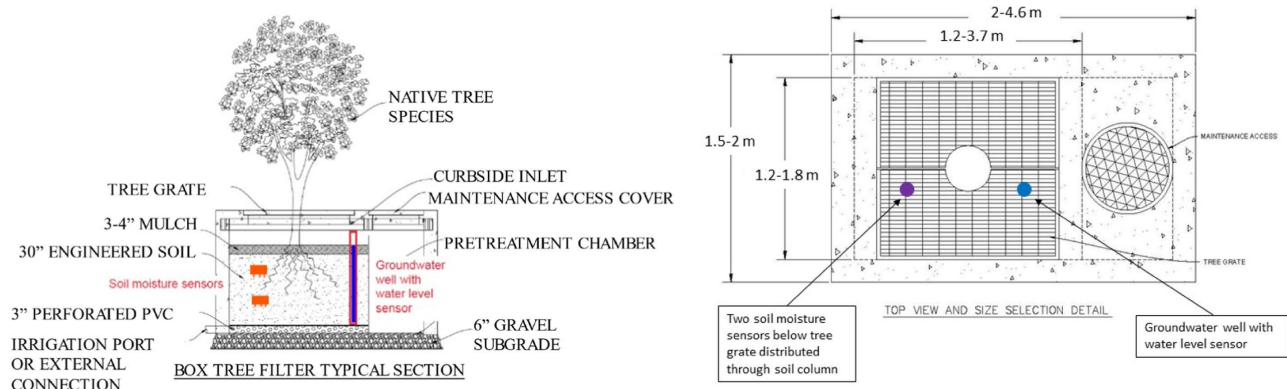 NATIVE TREE
SPECIES
TREE GRATE
3-4” MULCH
30” ENGINEERED SOIL
Soil moisture sensors
3” PERFORATED PVC
IRRIGATION PORT
OR EXTERNAL
CONNECTION
CURBSIDE INLET
MAINTENANCE ACCESS COVER
PRETREATMENT CHAMBER
Groundwater
well with
water level
sensor
6” GRAVEL
SUBGRADE
BOX TREE FILTER TYPICAL SECTION
2-4.6 m
1.2-3.7 m
1.5-2 m
1.2-1.8 m
MAINTENANCE ACCESS
TREE GRATE
TOP VIEW AND SIZE SELECTION DETAIL
Two soil moisture
sensors below tree
grate distributed
through soil column
Groundwater well with
water level sensor